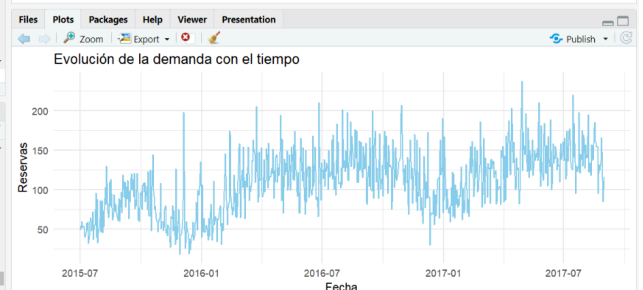 Files Plots Packages Help Viewer Presentation
Zoom Export Publish
Evolución de la demanda con el tiempo
Reservas
200
150
100
50
2015-07 2016-01 2016-07 2017-01 2017-07
Fecha